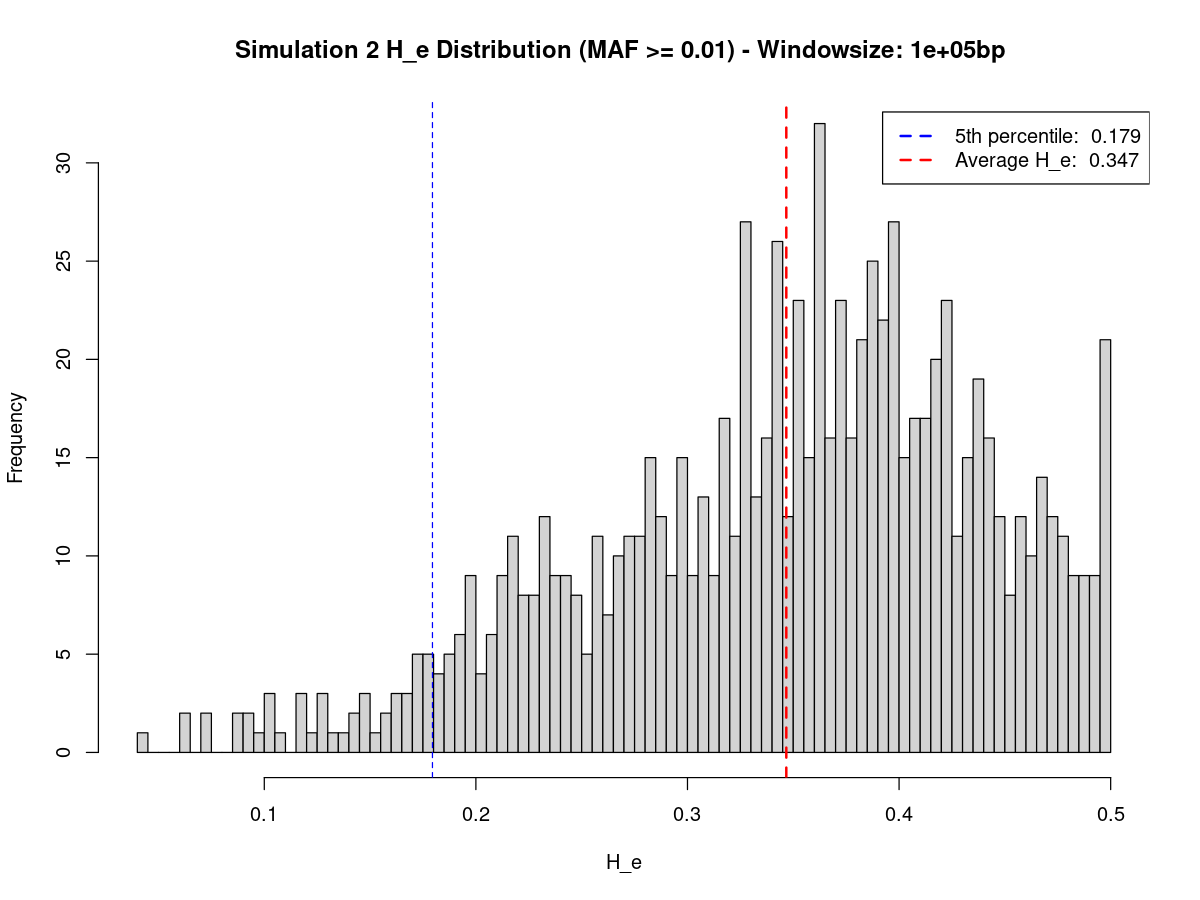 Simulation 2 H_e Distribution (MAF >= 0.01) - Windowsize: 1e+05bp
5th percentile:  0.179
Average H_e:  0.347
Frequency
30
25
20
15
10
5
0
0.1
0.2
0.3
0.4
0.5
H_e